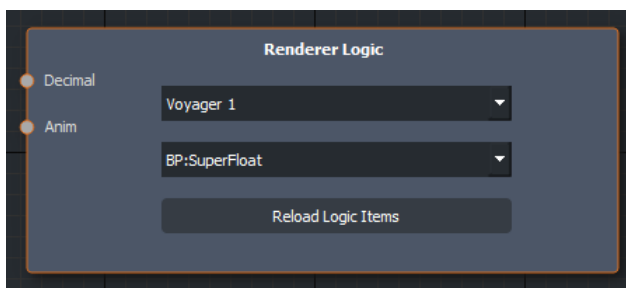 Renderer Logic
Decimal
Voyager 1
Anim
BP:SuperFloat
Reload Logic Items